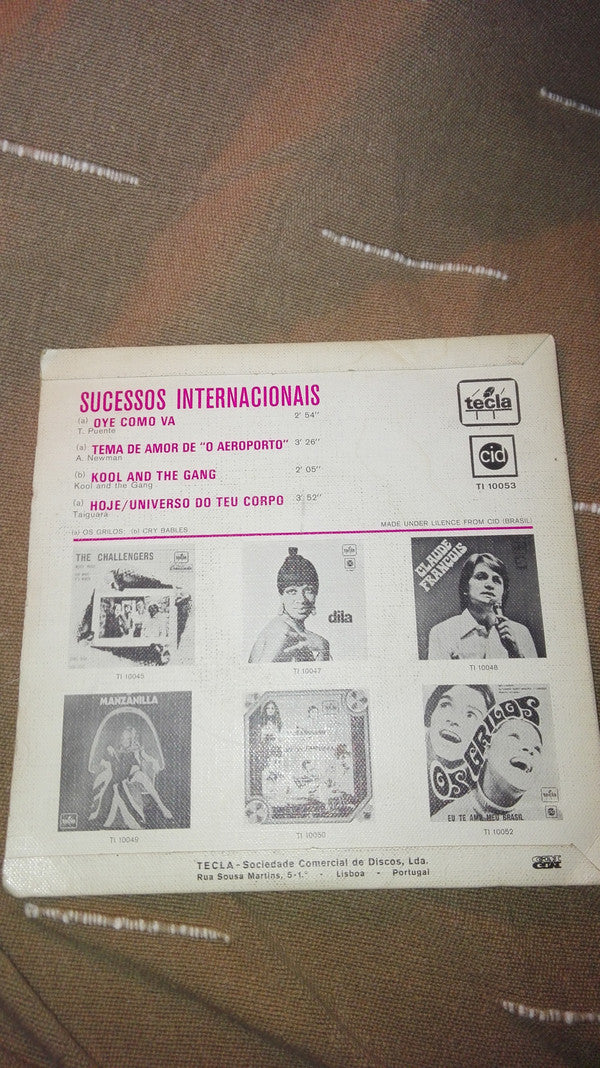 SUCESSOS INTERNACIONAIS
(a) OYE COMO VA 2' 54"
T. Puente
(a) TEMA DE AMOR DE "O AEROPORTO" 3' 26"
A. Newman
(b) KOOL AND THE GANG 2' 05"
Kool and the Gang
(a) HOJE/UNIVERSO DO TEU CORPO 3' 52"
Taiguara
tecla
cid
TI 10053
(a) OS GRILOS; (b) CRY BABLES
MADE UNDER LILENCE FROM CID (BRASIL)
THE CHALLENGERS
TI 10045
dila
TI 10047
CLAUDE FRANÇOIS
TI 10048
MANZANILLA
TI 10049
TI 10050
OS GRILOS
tecla
EU TE AMO MEU BRASIL
TI 10052
TECLA - Sociedade Comercial de Discos, Lda.
Rua Sousa Martins, 5-1.° - Lisboa - Portugal